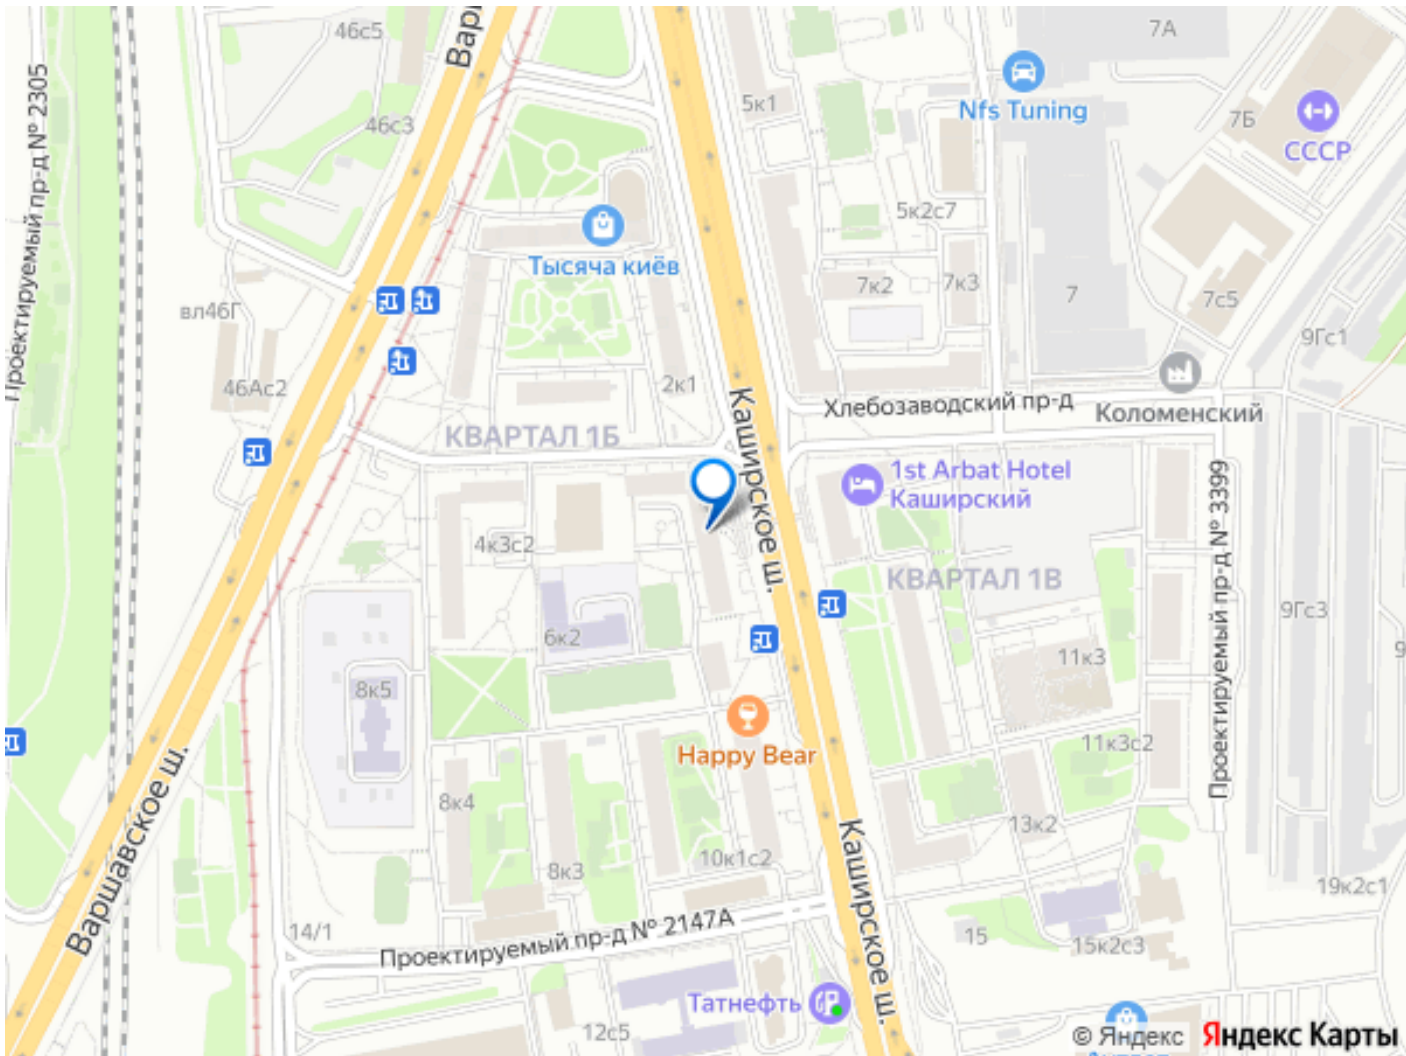 46с5
Вар
7А
5к1
Nfs Tuning
7Б
СССР
46с3
Проектируемый пр-д № 2305
5к2с7
Тысяча киёв
7к2
7к3
7
7с5
вл46Г
9Гс1
46Ас2
2к1
Хлебозаводский пр-д
Коломенский
КВАРТАЛ 1Б
Каширское ш.
1st Arbat Hotel
Каширский
4к3с2
КВАРТАЛ 1В
Проектируемый пр-д № 3399
9Гс3
6к2
9
11к3
8к5
11к3с2
Happy Bear
Варшавское ш.
8к4
13к2
10к1с2
8к3
Каширское ш.
19к2с1
14/1
Проектируемый пр-д № 2147А
15
15к2с3
Татнефть
12с5
© Яндекс Яндекс Карты